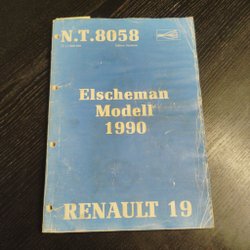 N.T.8058
Elscheman
Modell
1990
RENAULT 19